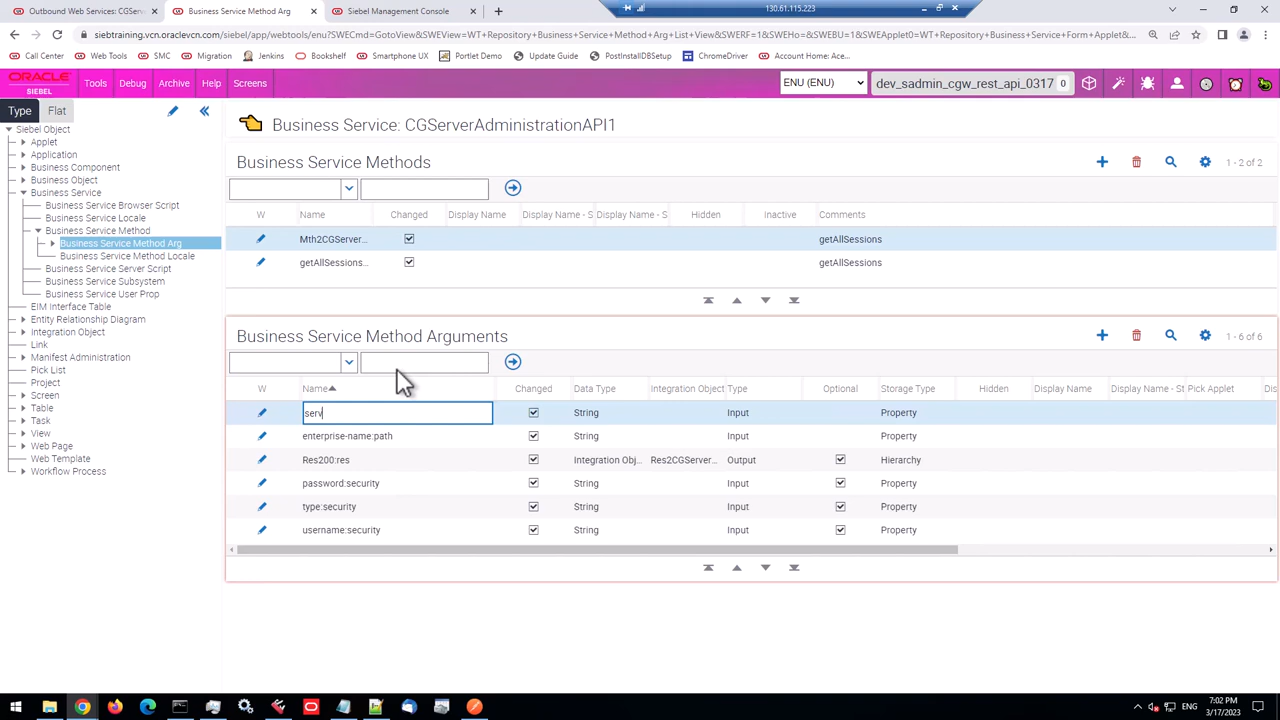 Outbound Web Services: CGServ
Business Service Method Arg
Siebel Management Console
130.61.115.223
siebtraining.vcn.oraclevcn.com/siebel/app/webtools/enu?SWECmd=GotoView&SWEView=WT+Repository+Business+Service+Method+Arg+List+View&SWERF=1&SWEHo=&SWEBU=1&SWEApplet0=WT+Repository+Business+Service+Form+Applet&...
Call Center
Web Tools
SMC
Migration
Jenkins
Bookshelf
Smartphone UX
Portlet Demo
Update Guide
PostInstallDBSetup
ChromeDriver
Account Home: Ace...
ORACLE
SIEBEL
Tools
Debug
Archive
Help
Screens
ENU (ENU)
dev_sadmin_cgw_rest_api_0317 0
Type
Flat
Siebel Object
Applet
Application
Business Component
Business Object
Business Service
Business Service Browser Script
Business Service Locale
Business Service Method
Business Service Method Arg
Business Service Method Locale
Business Service Server Script
Business Service Subsystem
Business Service User Prop
EIM Interface Table
Entity Relationship Diagram
Integration Object
Link
Manifest Administration
Pick List
Project
Screen
Table
Task
View
Web Page
Web Template
Workflow Process
Business Service: CGServerAdministrationAPI1
Business Service Methods
1 - 2 of 2
W Name Changed Display Name Display Name - S Display Name - S Hidden Inactive Comments
Mth2CGServer... getAllSessions
getAllSessions... getAllSessions
Business Service Method Arguments
1 - 6 of 6
W Name Changed Data Type Integration Object Type Optional Storage Type Hidden Display Name Display Name - St Pick Applet Dis
serv String Input Property
enterprise-name:path String Input Property
Res200:res Integration Obj... Res2CGServer... Output Hierarchy
password:security String Input Property
type:security String Input Property
username:security String Input Property
ENG
7:02 PM
3/17/2023